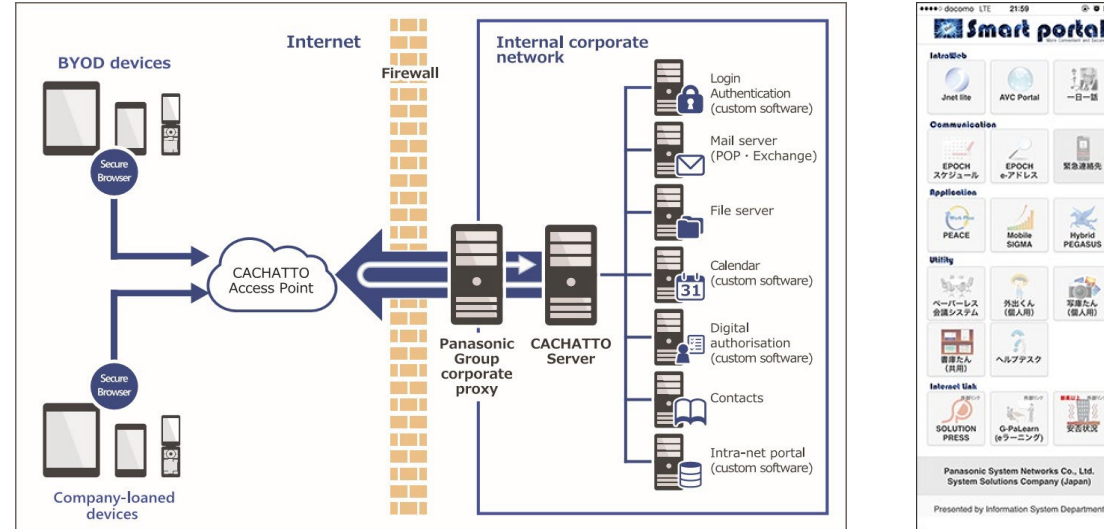 Internet
Internal corporate
network
BYOD devices
Firewall
Secure
Browser
CACHATTO
Access Point
Secure
Browser
Company-loaned
devices
Panasonic
Group
corporate
proxy
CACHATTO
Server
Login
Authentication
(custom software)
Mail server
(POP・Exchange)
File server
Calendar
(custom software)
31
Digital
authorisation
(custom software)
Contacts
Intra-net portal
(custom software)
docomo LTE 21:59
Smart portal
IntraWeb
Jnet lite AVC Portal 一日一話
Communication
EPOCH
スケジュール
EPOCH
e-アドレス
緊急連絡先
Application
PEACE
Mobile
SIGMA
Hybrid
PEGASUS
Utility
ペーパーレス
会議システム
外出くん
(個人用)
写庫たん
(個人用)
書庫たん
(共用)
ヘルプデスク
Internet Link
SOLUTION
PRESS
外部リンク
G-PaLearn
(eラーニング)
安否状況
Panasonic System Networks Co., Ltd.
System Solutions Company (Japan)
Presented by Information System Department